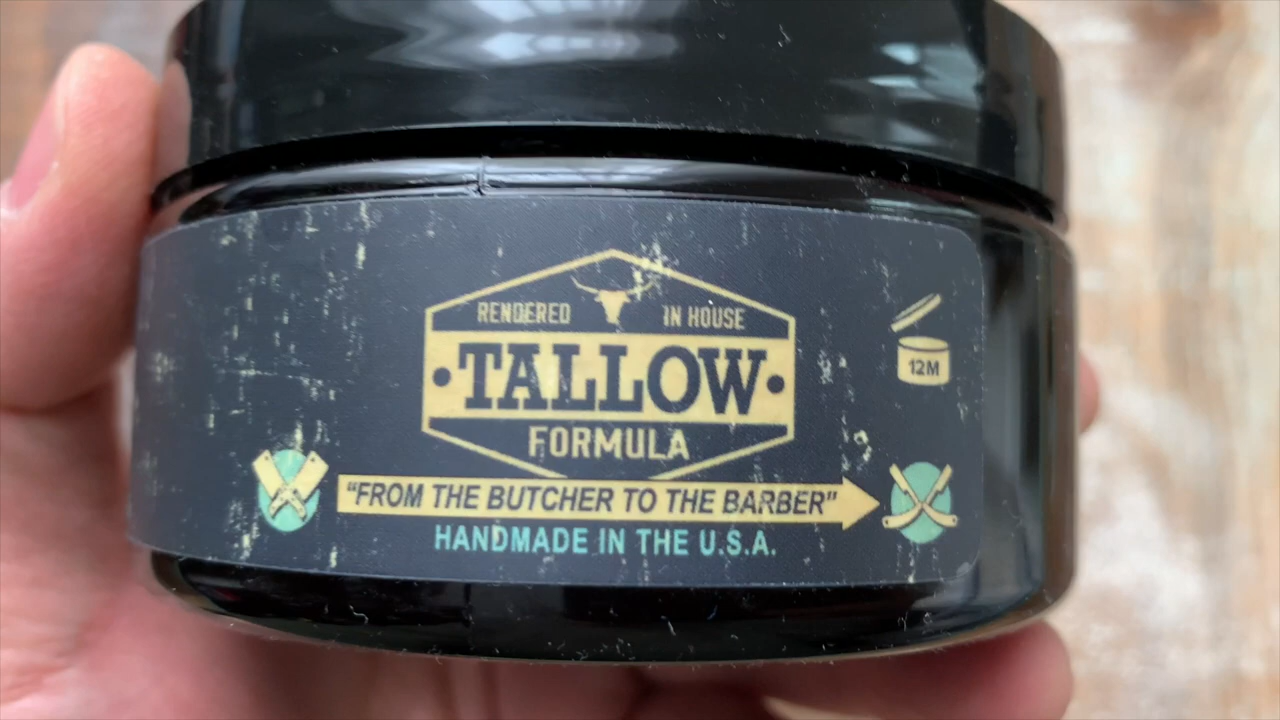 RENDERED IN HOUSE
TALLOW
FORMULA
12M
"FROM THE BUTCHER TO THE BARBER"
HANDMADE IN THE U.S.A.